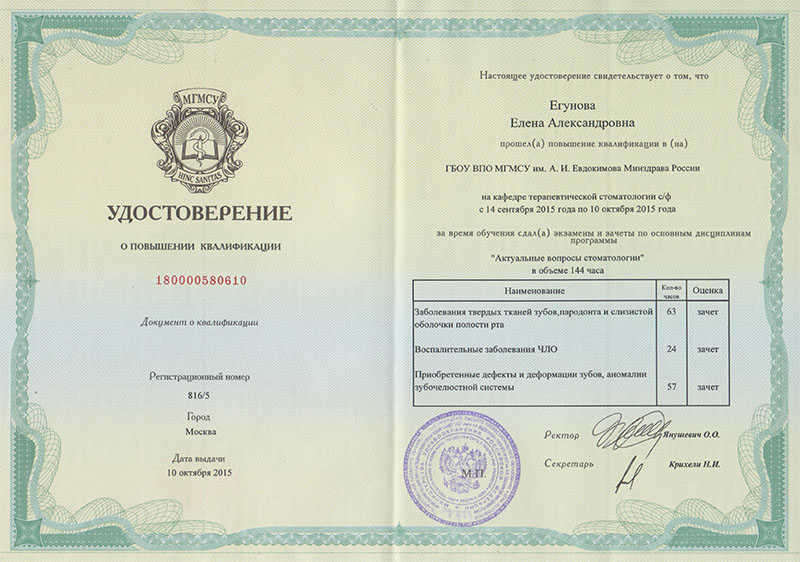 МГМСУ
HINC SANITAS
УДОСТОВЕРЕНИЕ
О ПОВЫШЕНИИ КВАЛИФИКАЦИИ
180000580610
Документ о квалификации
Регистрационный номер
816/5
Город
Москва
Дата выдачи
10 октября 2015
Настоящее удостоверение свидетельствует о том, что
Егунова
Елена Александровна
прошел(а) повышение квалификации в (на)
ГБОУ ВПО МГМСУ им. А. И. Евдокимова Минздрава России
на кафедре терапевтической стоматологии с/ф
с 14 сентября 2015 года по 10 октября 2015 года
за время обучения сдал(а) экзамены и зачеты по основным дисциплинам
программы
"Актуальные вопросы стоматологии"
в объеме 144 часа
Наименование Кол-во часов Оценка
Заболевания твердых тканей зубов,пародонта и слизистой 63 зачет
оболочки полости рта
Воспалительные заболевания ЧЛО 24 зачет
Приобретенные дефекты и деформации зубов, аномалии
зубочелюстной системы 57 зачет
Ректор Янушевич О.О.
Секретарь Крихели Н.И.
М.П.